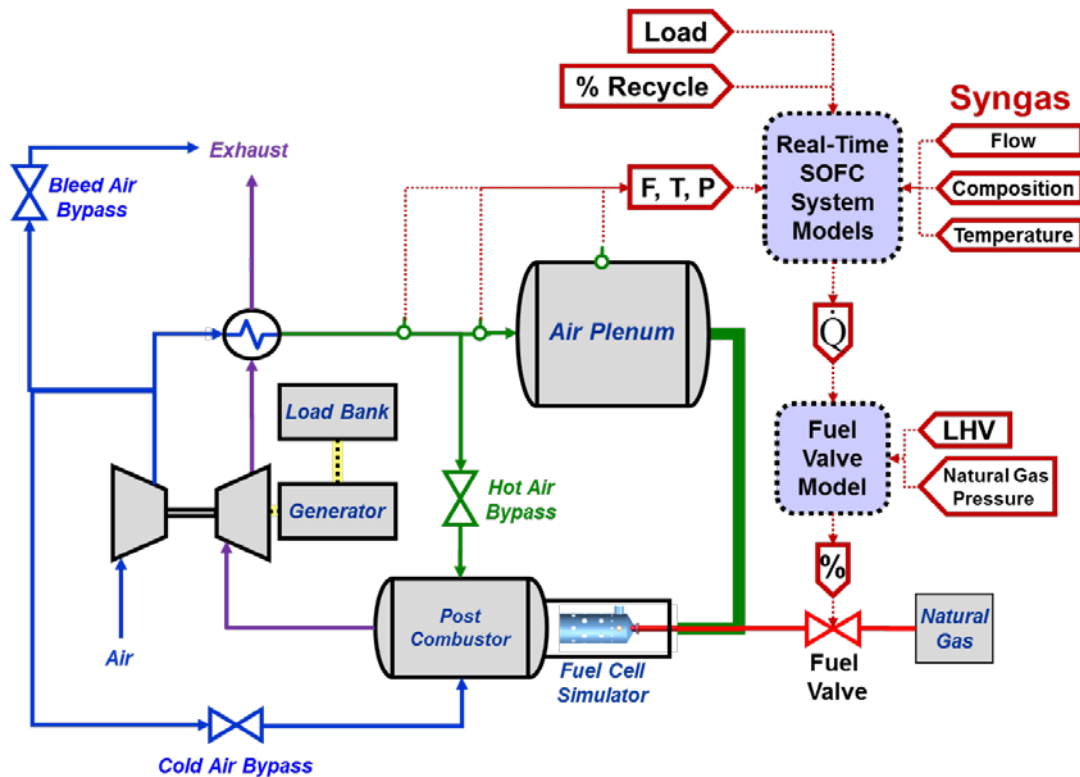 Load
% Recycle
Syngas
Flow
Composition
Temperature
Real-Time
SOFC
System
Models
F, T, P
Exhaust
Bleed Air
Bypass
Air Plenum
Q̇
Load Bank
Generator
Hot Air
Bypass
Fuel
Valve
Model
LHV
Natural Gas
Pressure
%
Post
Combustor
Fuel Cell
Simulator
Natural
Gas
Fuel
Valve
Air
Cold Air Bypass